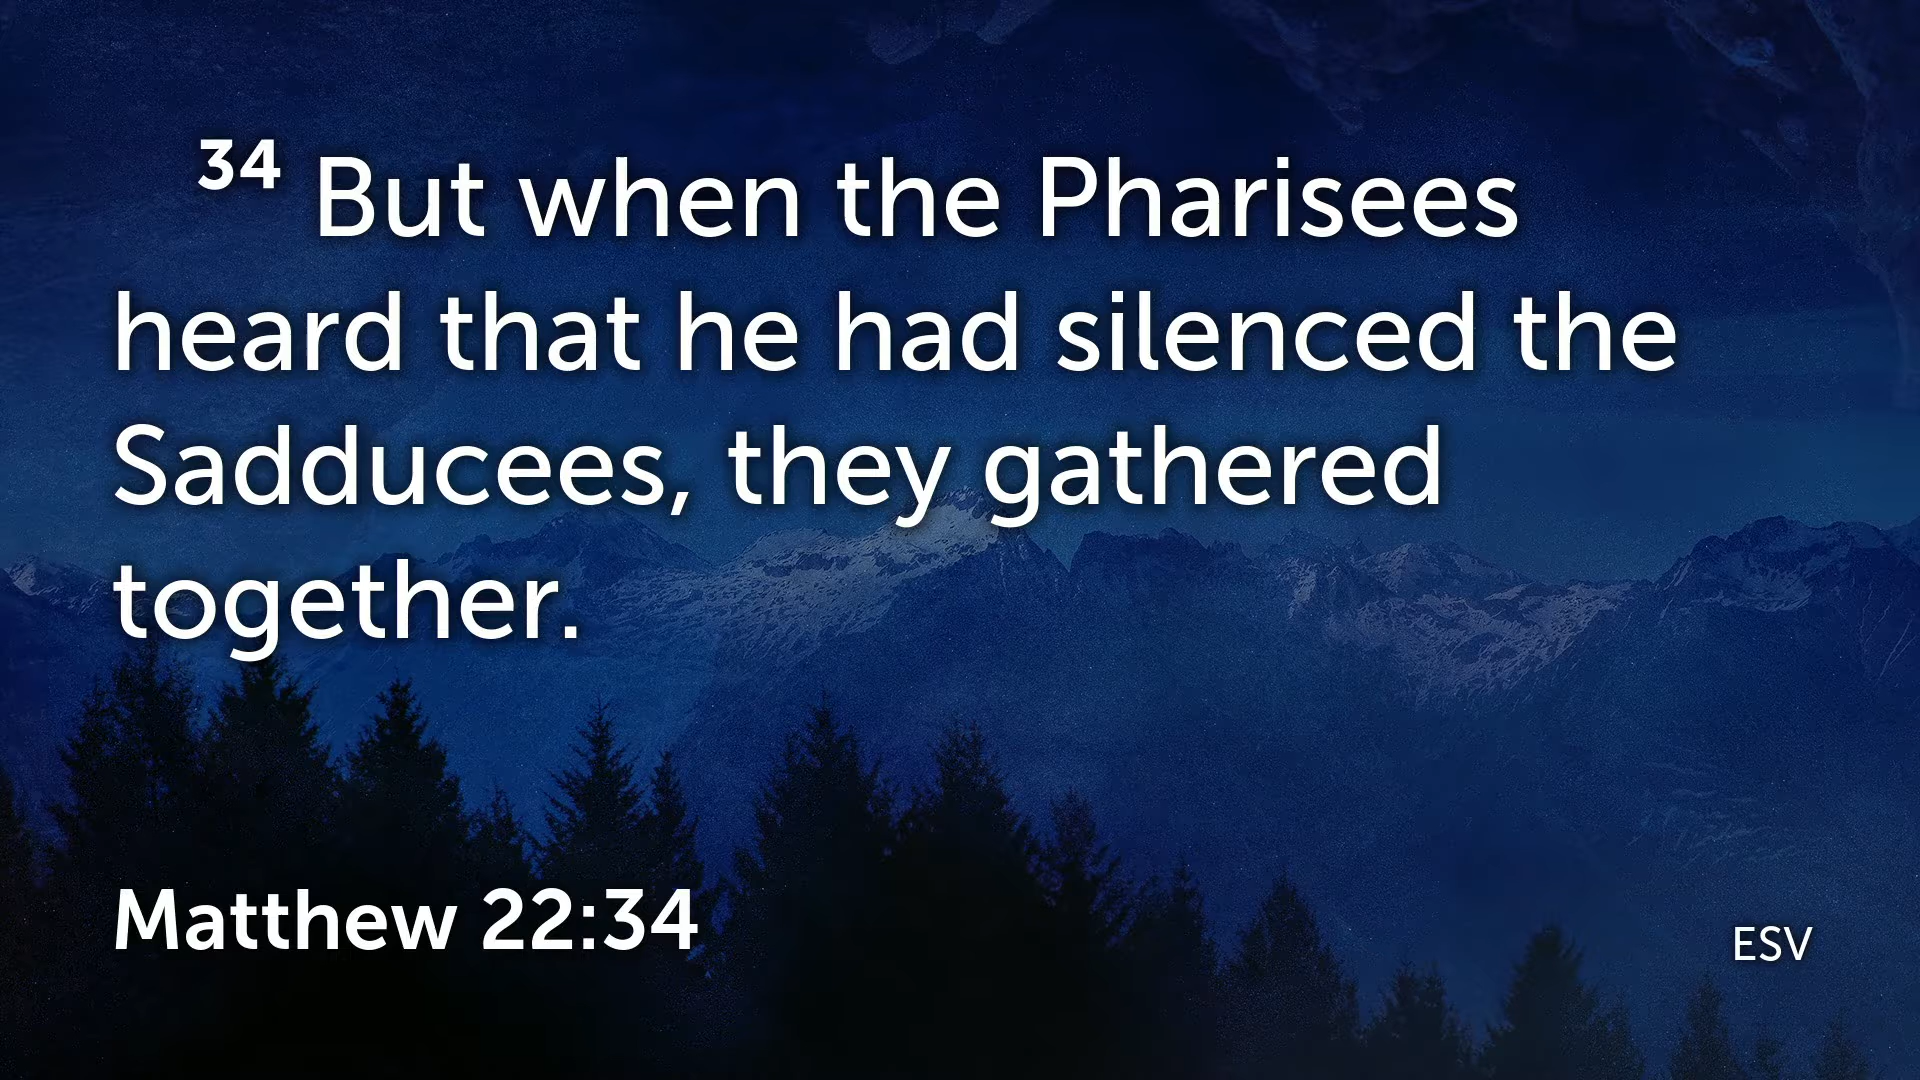 34 But when the Pharisees
heard that he had silenced the
Sadducees, they gathered
together.
Matthew 22:34
ESV